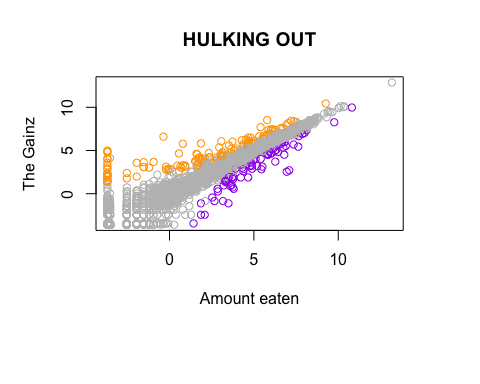 HULKING OUT
The Gainz
10
5
0
0 5 10
Amount eaten